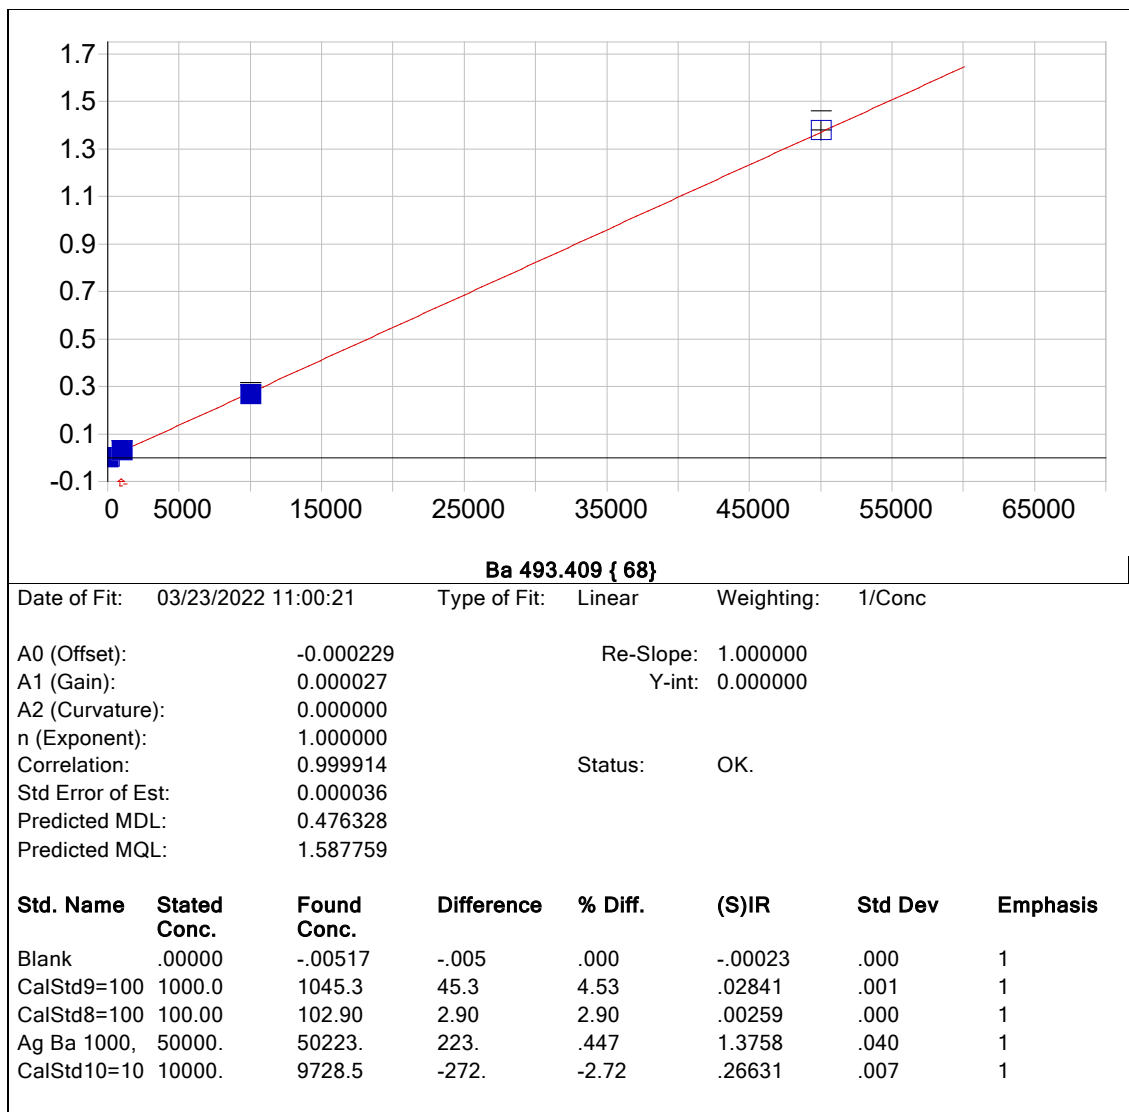 1.7
1.5
1.3
1.1
0.9
0.7
0.5
0.3
0.1
-0.1
0 5000 15000 25000 35000 45000 55000 65000
Ba 493.409 { 68}
Date of Fit: 03/23/2022 11:00:21 Type of Fit: Linear Weighting: 1/Conc
A0 (Offset): -0.000229 Re-Slope: 1.000000
A1 (Gain): 0.000027 Y-int: 0.000000
A2 (Curvature): 0.000000
n (Exponent): 1.000000
Correlation: 0.999914 Status: OK.
Std Error of Est: 0.000036
Predicted MDL: 0.476328
Predicted MQL: 1.587759
Std. Name Stated Found Difference % Diff. (S)IR Std Dev Emphasis
Conc. Conc.
Blank .00000 -.00517 -.005 .000 -.00023 .000 1
CalStd9=100 1000.0 1045.3 45.3 4.53 .02841 .001 1
CalStd8=100 100.00 102.90 2.90 2.90 .00259 .000 1
Ag Ba 1000, 50000. 50223. 223. .447 1.3758 .040 1
CalStd10=10 10000. 9728.5 -272. -2.72 .26631 .007 1